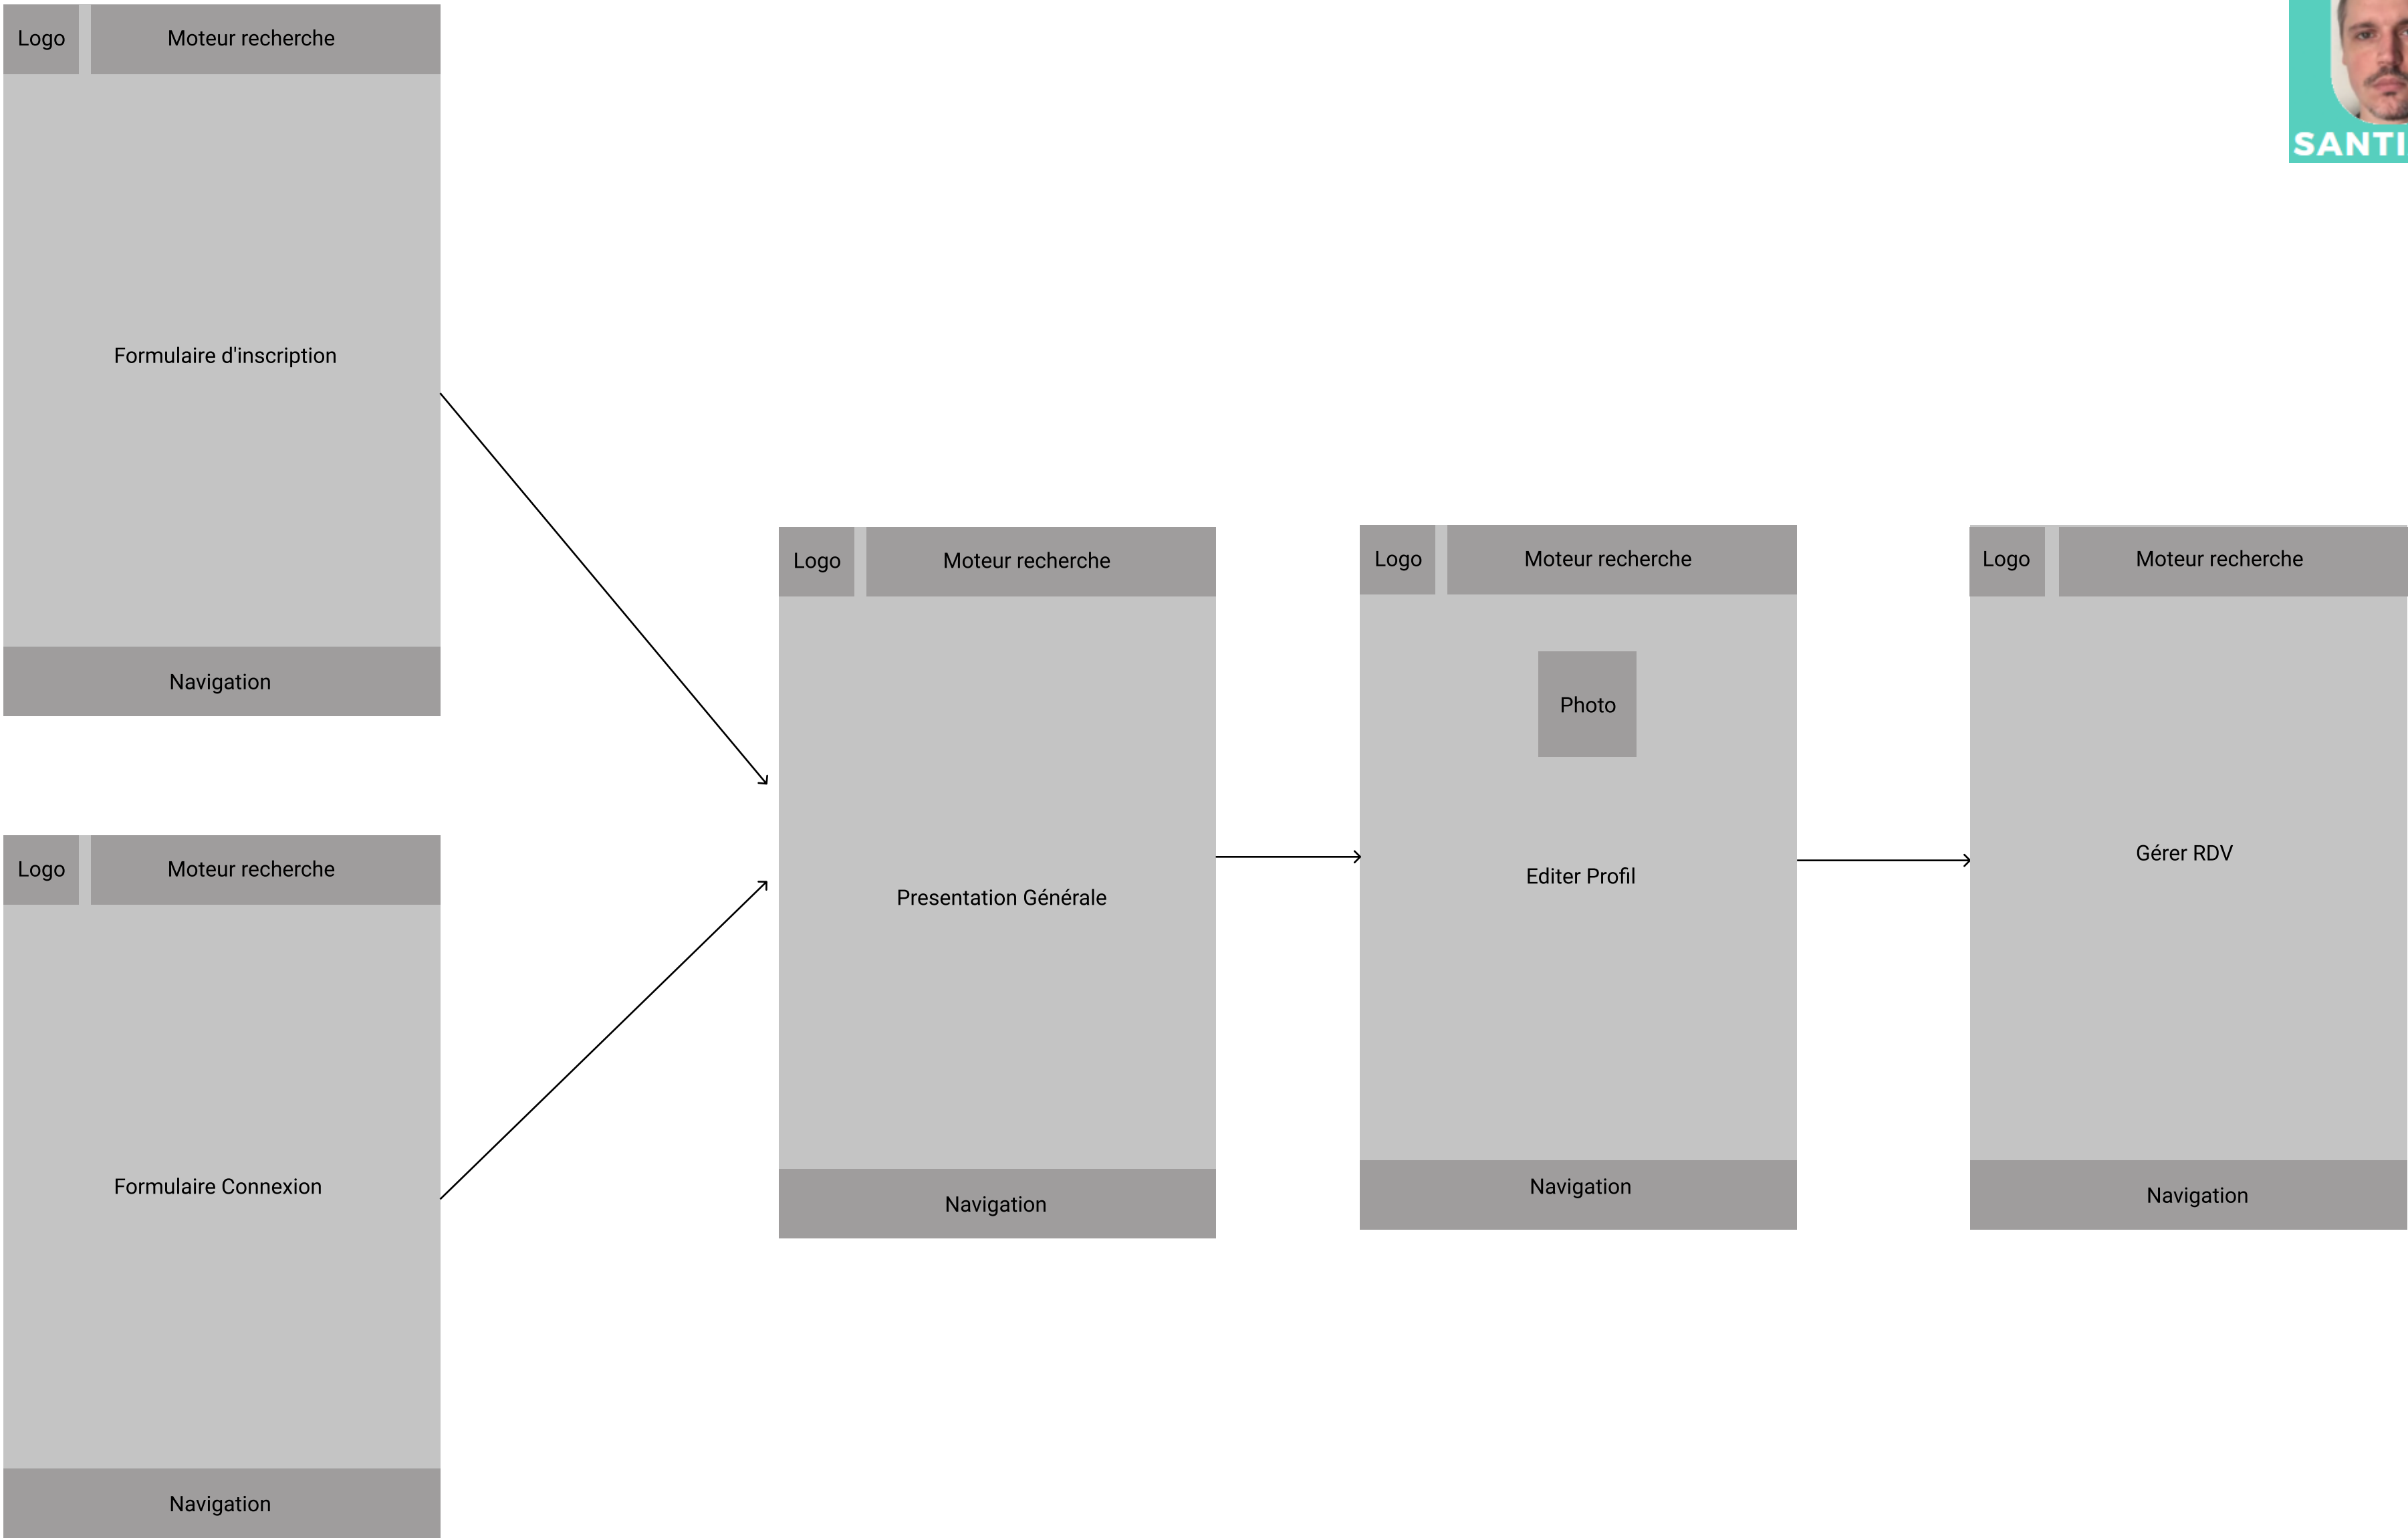 Logo
Moteur recherche
Formulaire d'inscription
Navigation
Logo
Moteur recherche
Formulaire Connexion
Navigation
Logo
Moteur recherche
Presentation Générale
Navigation
Logo
Moteur recherche
Photo
Editer Profil
Navigation
SANTI
Logo
Moteur recherche
Gérer RDV
Navigation